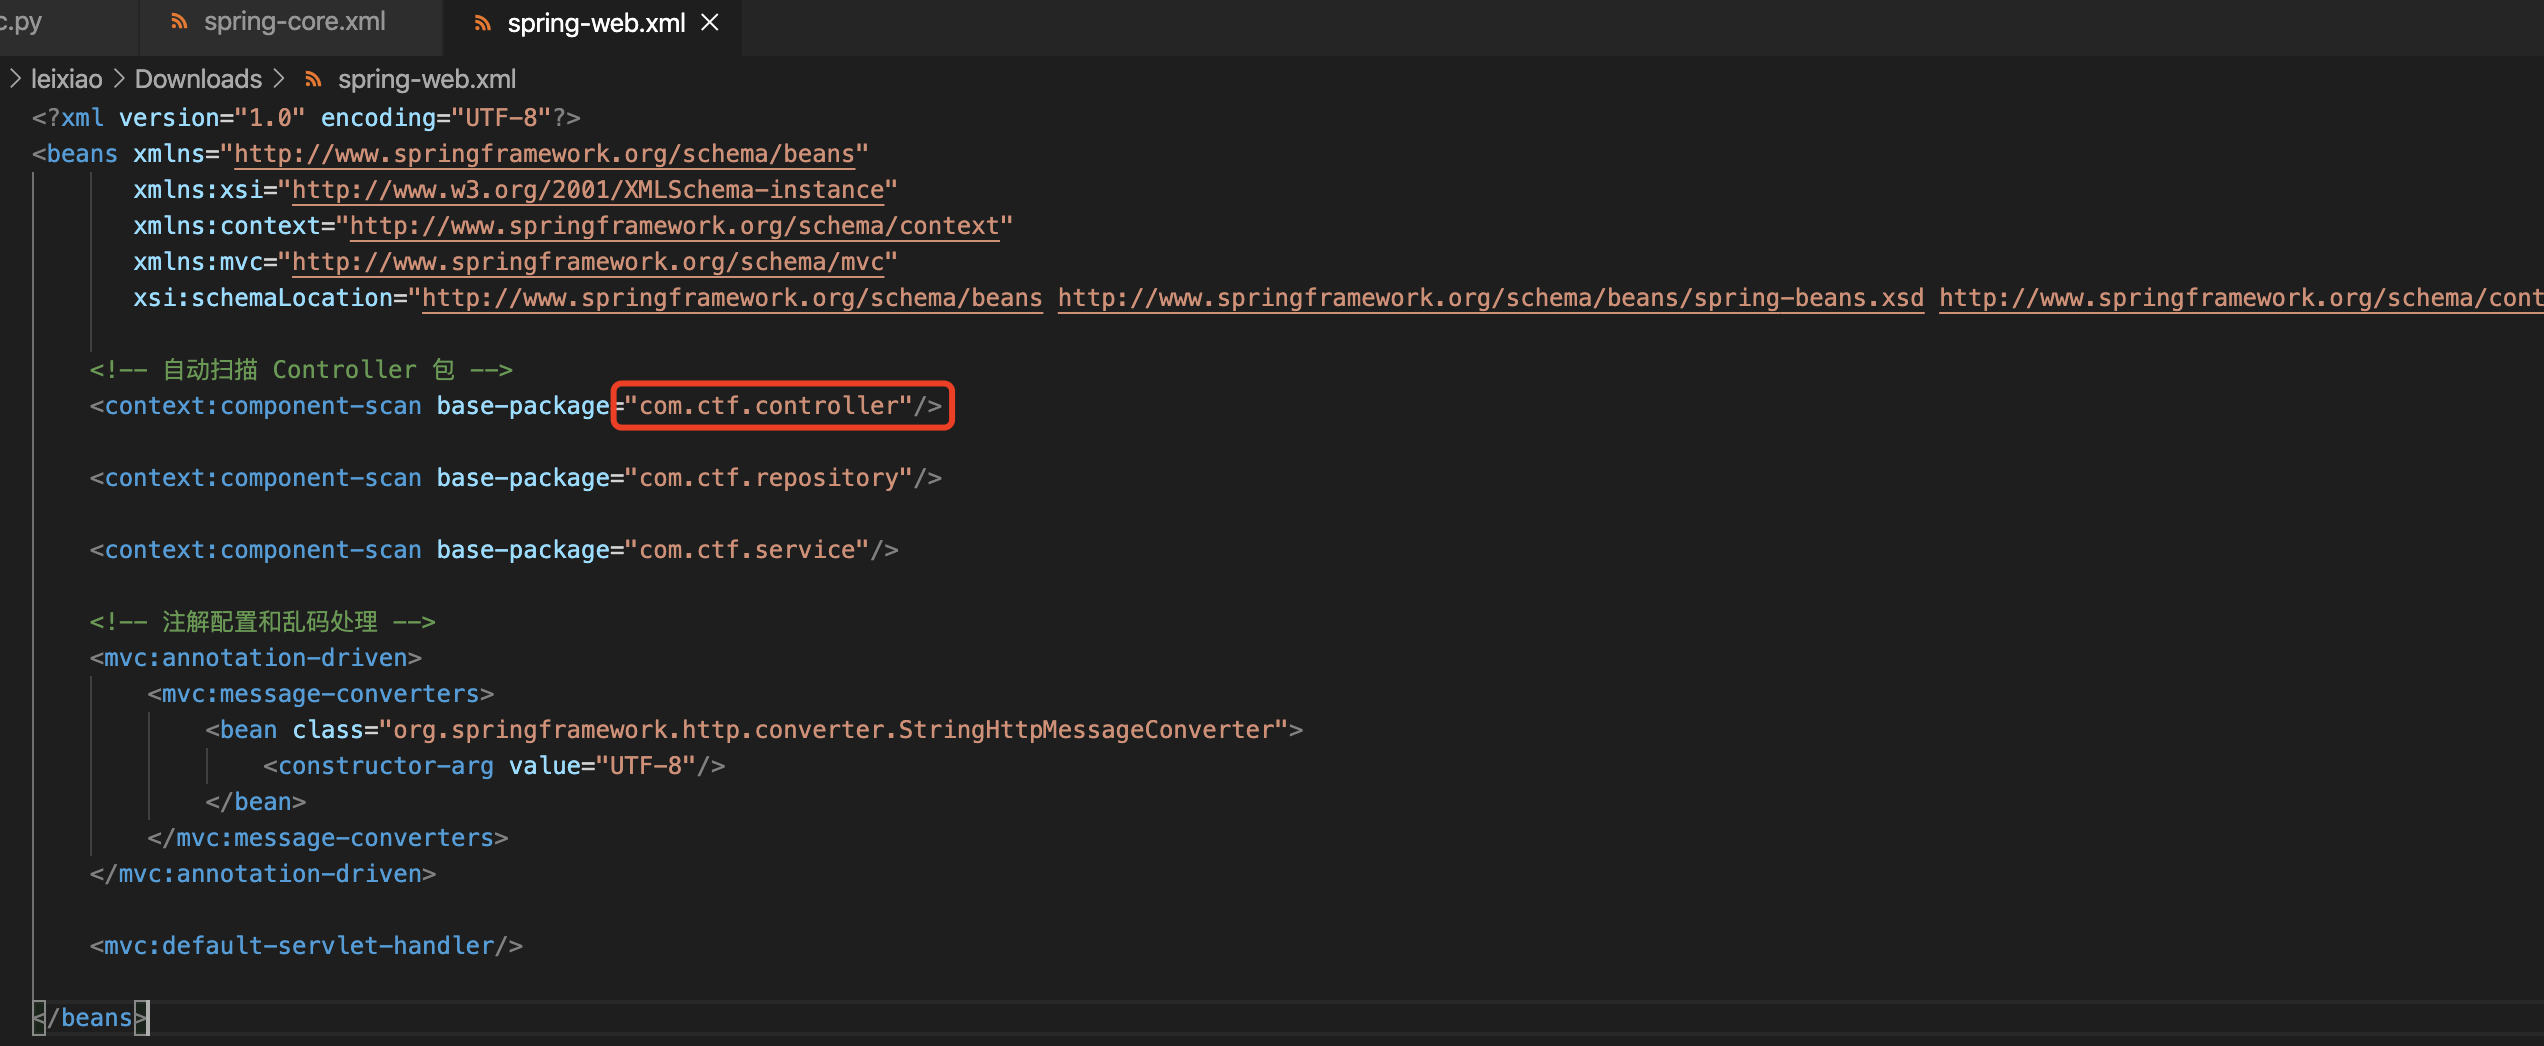 c.py spring-core.xml spring-web.xml
leixiao Downloads spring-web.xml
<?xml version="1.0" encoding="UTF-8"?>
<beans xmlns="http://www.springframework.org/schema/beans"
xmlns:xsi="http://www.w3.org/2001/XMLSchema-instance"
xmlns:context="http://www.springframework.org/schema/context"
xmlns:mvc="http://www.springframework.org/schema/mvc"
xsi:schemaLocation="http://www.springframework.org/schema/beans http://www.springframework.org/schema/beans/spring-beans.xsd http://www.springframework.org/schema/cont
<!-- 自动扫描 Controller 包 -->
<context:component-scan base-package="com.ctf.controller"/>
<context:component-scan base-package="com.ctf.repository"/>
<context:component-scan base-package="com.ctf.service"/>
<!-- 注解配置和乱码处理 -->
<mvc:annotation-driven>
<mvc:message-converters>
<bean class="org.springframework.http.converter.StringHttpMessageConverter">
<constructor-arg value="UTF-8"/>
</bean>
</mvc:message-converters>
</mvc:annotation-driven>
<mvc:default-servlet-handler/>
</beans>